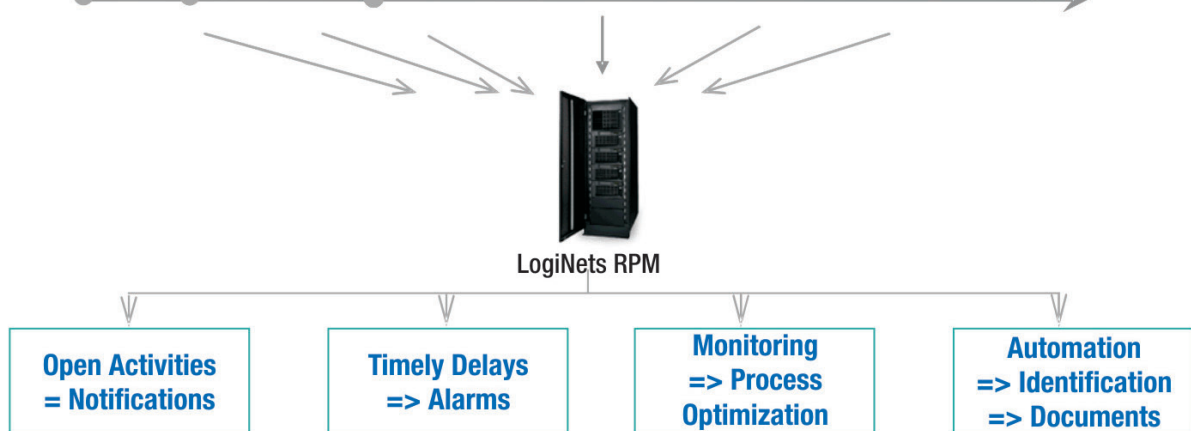 LogiNets RPM
Open Activities
= Notifications
Timely Delays
=> Alarms
Monitoring
=> Process
Optimization
Automation
=> Identification
=> Documents